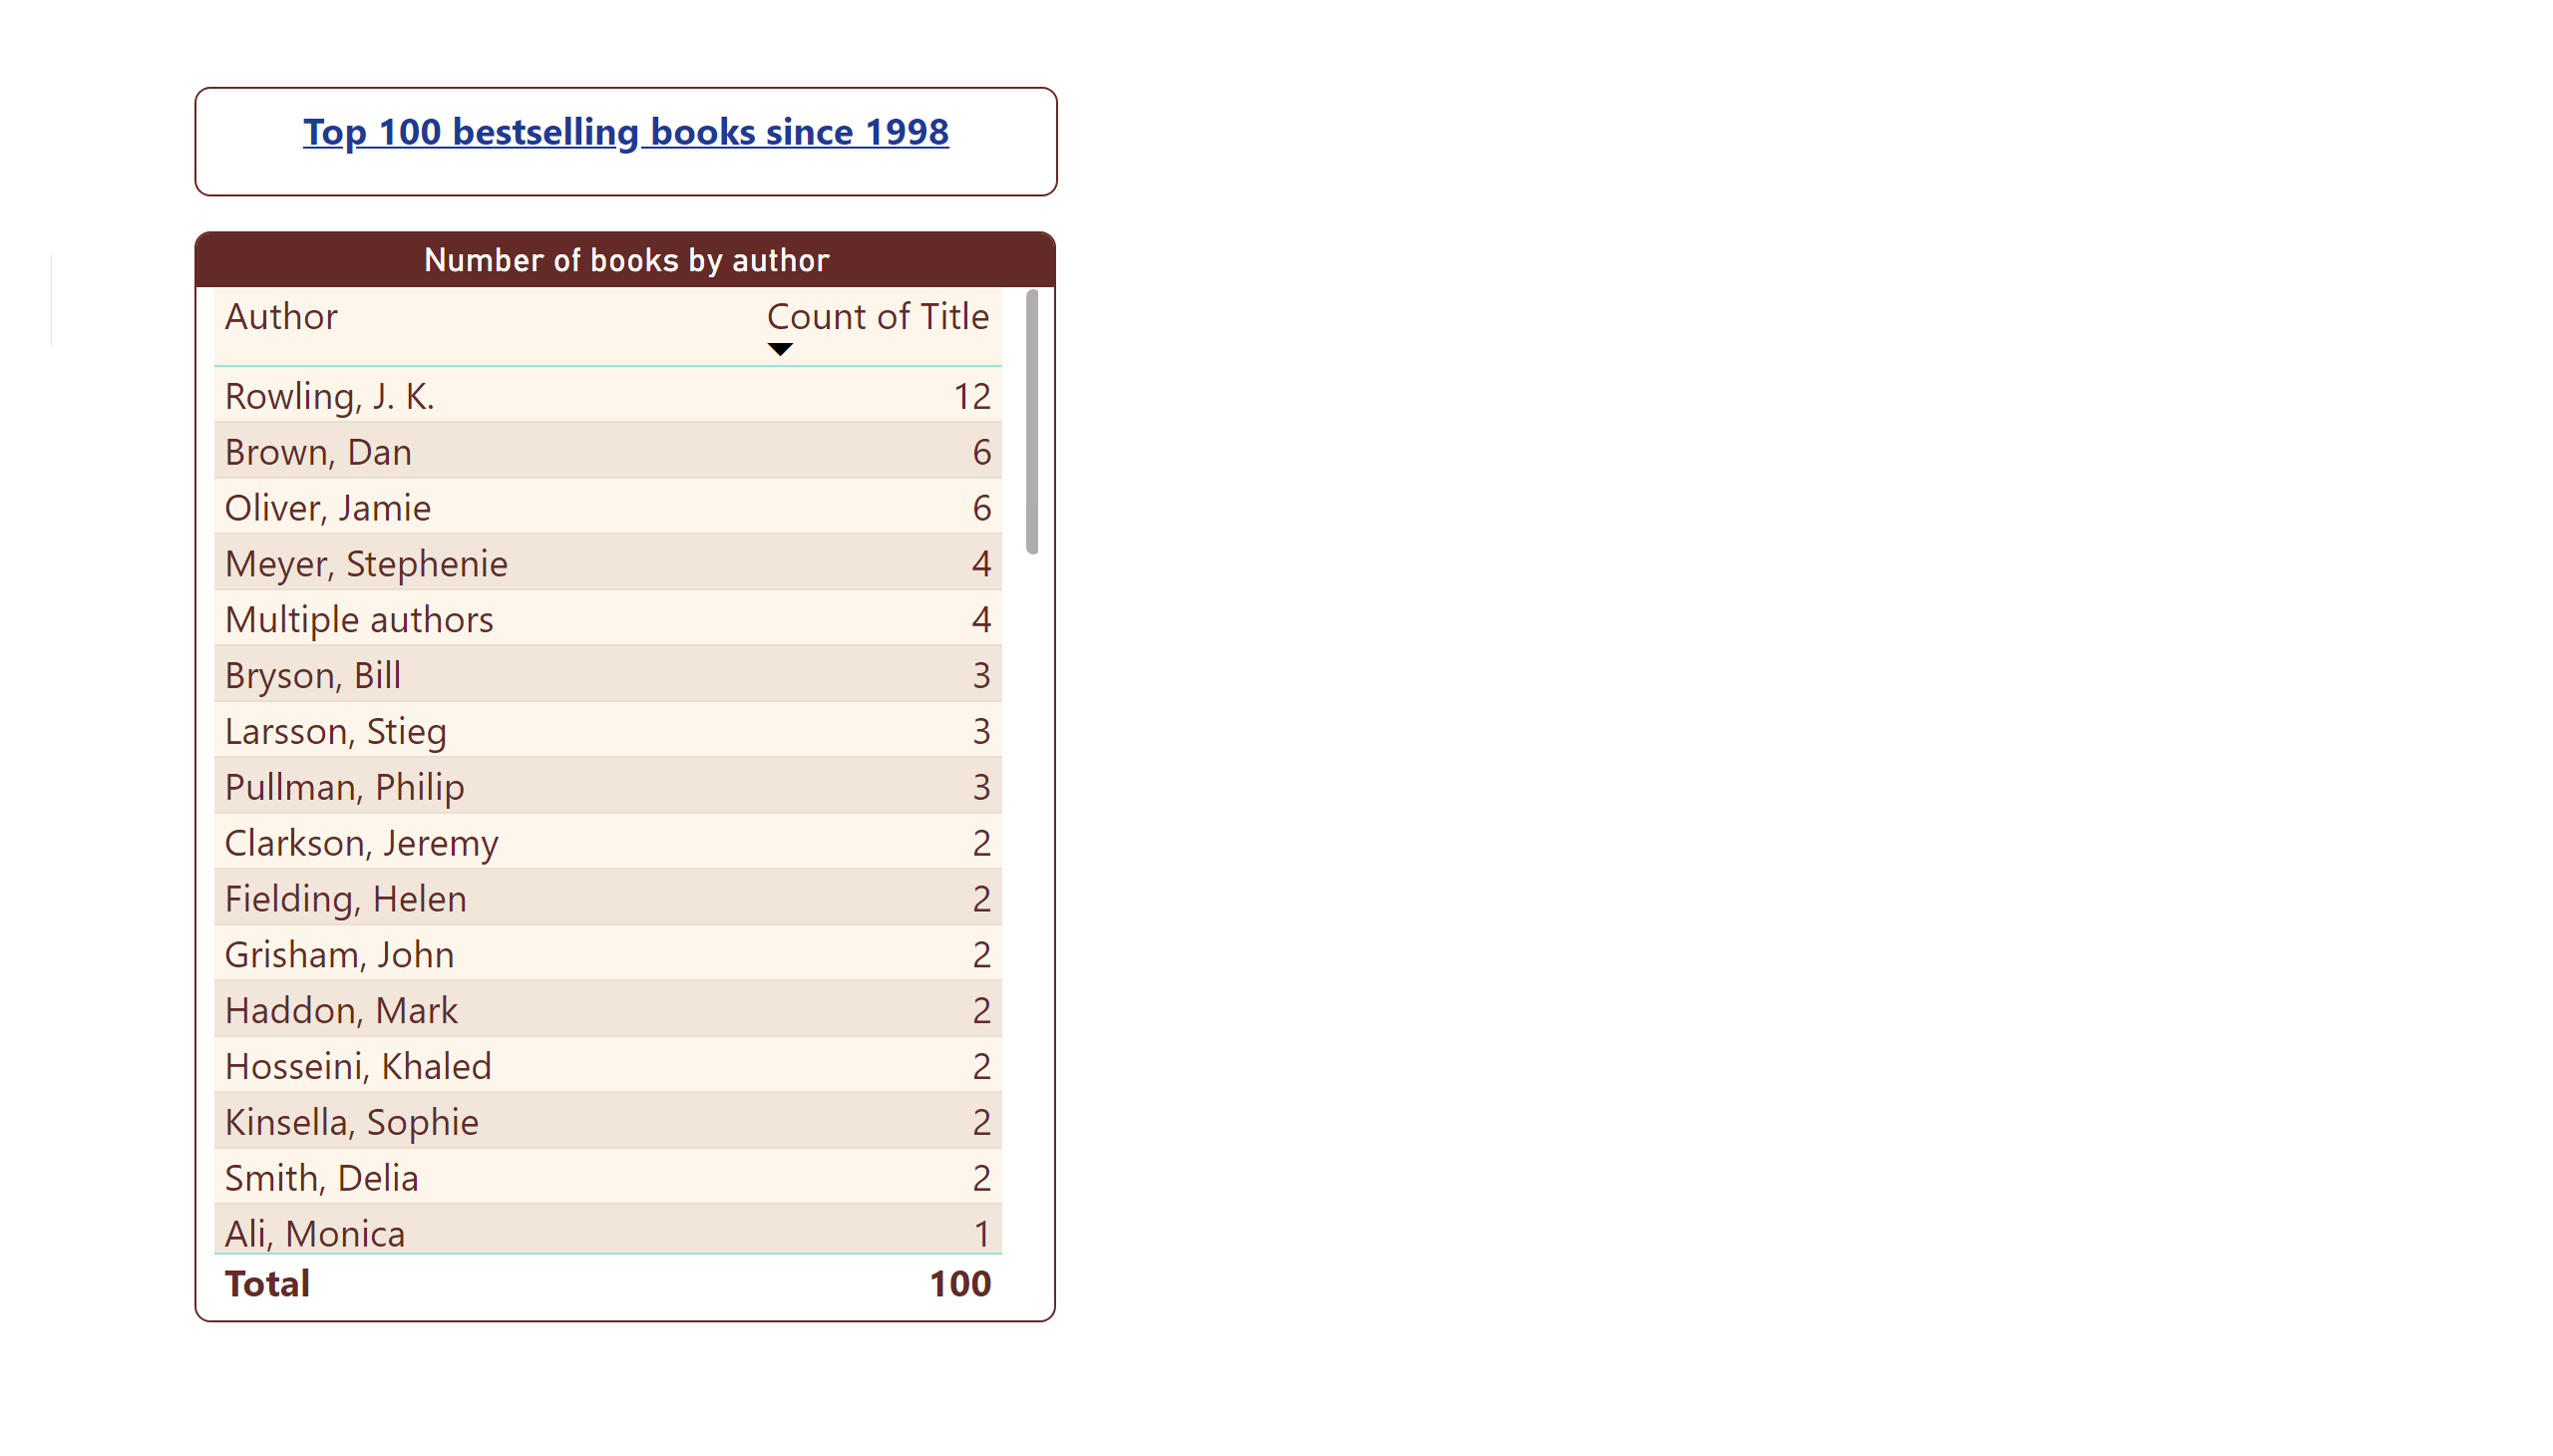 Top 100 bestselling books since 1998
Number of books by author
Author Count of Title
Rowling, J. K. 12
Brown, Dan 6
Oliver, Jamie 6
Meyer, Stephenie 4
Multiple authors 4
Bryson, Bill 3
Larsson, Stieg 3
Pullman, Philip 3
Clarkson, Jeremy 2
Fielding, Helen 2
Grisham, John 2
Haddon, Mark 2
Hosseini, Khaled 2
Kinsella, Sophie 2
Smith, Delia 2
Ali, Monica 1
Total 100